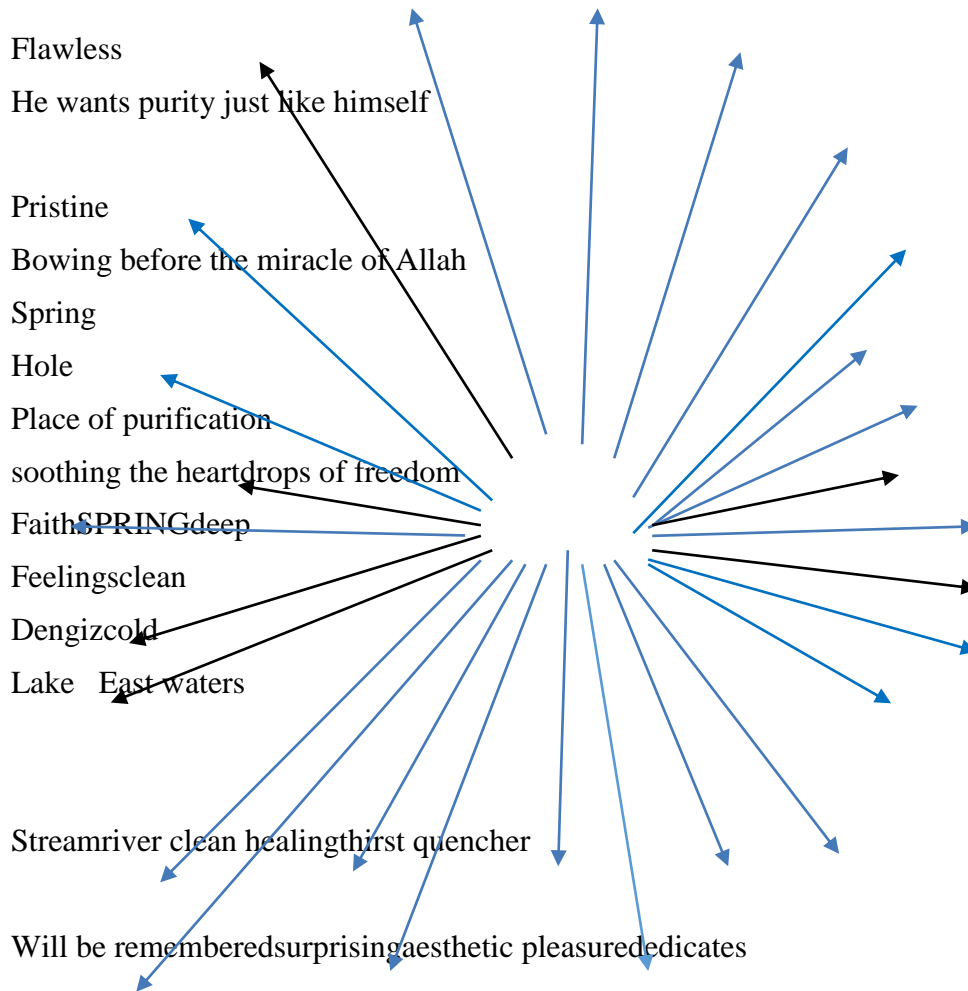 Flawless
He wants purity just like himself
Pristine
Bowing before the miracle of Allah
Spring
Hole
Place of purification
soothing the heartdrops of freedom
FaithSPRINGdeep
Feelingsclean
Dengizcold
Lake East waters
Streamriver clean healingthirst quencher
Will be rememberedsurprisingaesthetic pleasurededicates